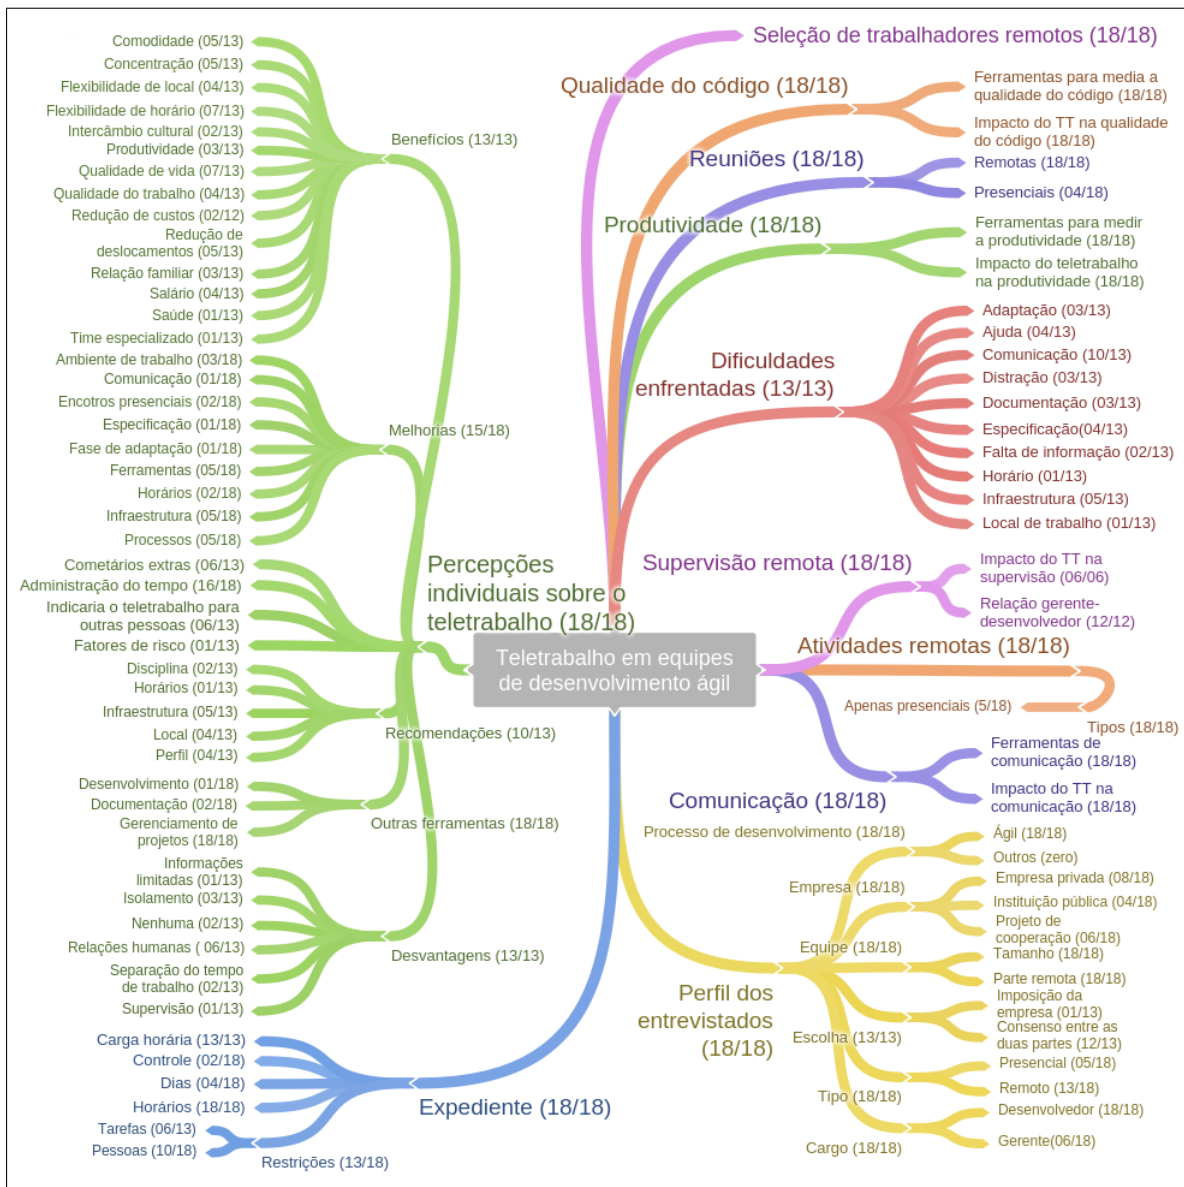 Comodidade (05/13)
Concentração (05/13)
Flexibilidade de local (04/13)
Flexibilidade de horário (07/13)
Intercâmbio cultural (02/13)
Produtividade (03/13)
Qualidade de vida (07/13)
Qualidade do trabalho (04/13)
Redução de custos (02/12)
Redução de
deslocamentos (05/13)
Relação familiar (03/13)
Salário (04/13)
Saúde (01/13)
Time especializado (01/13)
Benefícios (13/13)
Ambiente de trabalho (03/18)
Comunicação (01/18)
Encotros presenciais (02/18)
Especificação (01/18)
Fase de adaptação (01/18)
Ferramentas (05/18)
Horários (02/18)
Infraestrutura (05/18)
Processos (05/18)
Melhorias (15/18)
Cometários extras (06/13)
Administração do tempo (16/18)
Indicaria o teletrabalho para
outras pessoas (06/13)
Fatores de risco (01/13)
Percepções
individuais sobre o
teletrabalho (18/18)
Disciplina (02/13)
Horários (01/13)
Infraestrutura (05/13)
Local (04/13)
Perfil (04/13)
Recomendações (10/13)
Desenvolvimento (01/18)
Documentação (02/18)
Gerenciamento de
projetos (18/18)
Outras ferramentas (18/18)
Informações
limitadas (01/13)
Isolamento (03/13)
Nenhuma (02/13)
Relações humanas ( 06/13)
Separação do tempo
de trabalho (02/13)
Supervisão (01/13)
Desvantagens (13/13)
Carga horária (13/13)
Controle (02/18)
Dias (04/18)
Horários (18/18)
Tarefas (06/13)
Pessoas (10/18)
Restrições (13/18)
Expediente (18/18)
Teletrabalho em equipes
de desenvolvimento ágil
Seleção de trabalhadores remotos (18/18)
Qualidade do código (18/18)
Ferramentas para media a
qualidade do código (18/18)
Impacto do TT na qualidade
do código (18/18)
Reuniões (18/18)
Remotas (18/18)
Presenciais (04/18)
Produtividade (18/18)
Ferramentas para medir
a produtividade (18/18)
Impacto do teletrabalho
na produtividade (18/18)
Dificuldades
enfrentadas (13/13)
Adaptação (03/13)
Ajuda (04/13)
Comunicação (10/13)
Distração (03/13)
Documentação (03/13)
Especificação(04/13)
Falta de informação (02/13)
Horário (01/13)
Infraestrutura (05/13)
Local de trabalho (01/13)
Supervisão remota (18/18)
Impacto do TT na
supervisão (06/06)
Relação gerente-
desenvolvedor (12/12)
Atividades remotas (18/18)
Apenas presenciais (5/18)
Tipos (18/18)
Comunicação (18/18)
Ferramentas de
comunicação (18/18)
Impacto do TT na
comunicação (18/18)
Perfil dos
entrevistados
(18/18)
Processo de desenvolvimento (18/18)
Ágil (18/18)
Outros (zero)
Empresa (18/18)
Empresa privada (08/18)
Instituição pública (04/18)
Projeto de
cooperação (06/18)
Equipe (18/18)
Tamanho (18/18)
Parte remota (18/18)
Escolha (13/13)
Imposição da
empresa (01/13)
Consenso entre as
duas partes (12/13)
Tipo (18/18)
Presencial (05/18)
Remoto (13/18)
Cargo (18/18)
Desenvolvedor (18/18)
Gerente(06/18)